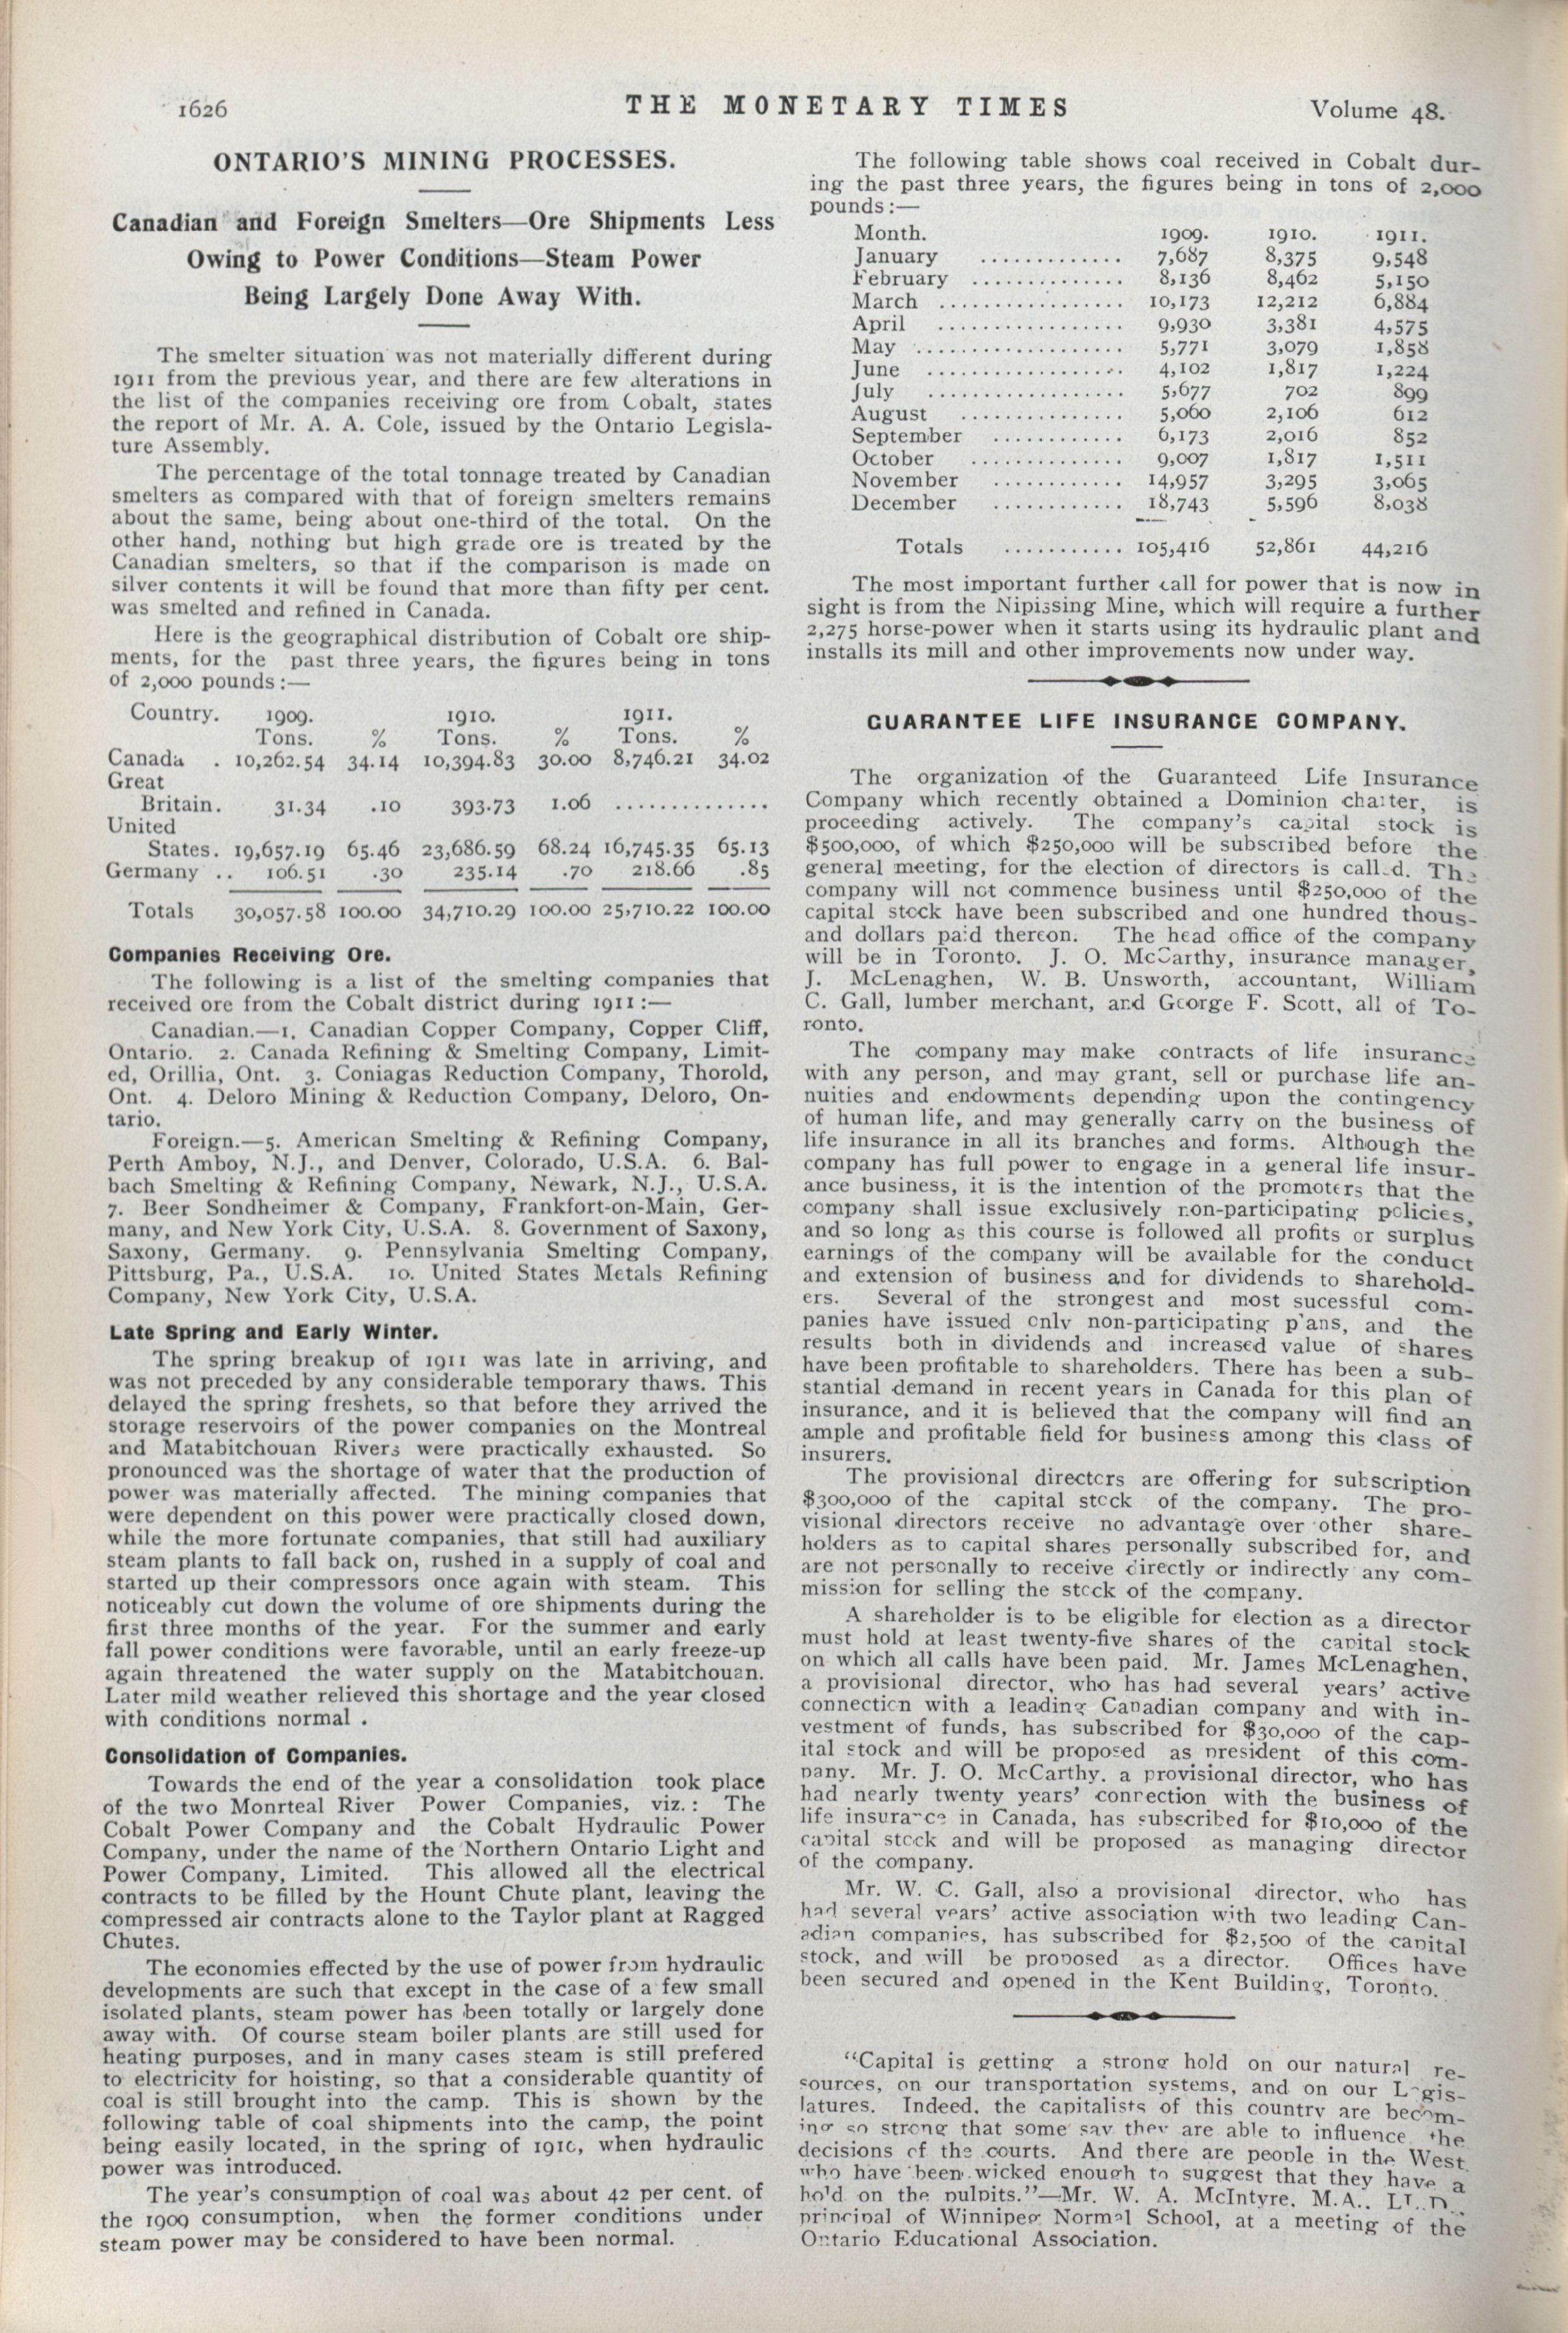 1626
THE MONETARY TIMES
Volume 48.
ONTARIO'S MINING PROCESSES.
Canadian and Foreign Smelters—Ore Shipments Less
Owing to Power Conditions—Steam Power
Being Largely Done Away With.
The smelter situation was not materially different during
1911 from the previous year, and there are few alterations in
the list of the companies receiving ore from Cobalt, states
the report of Mr. A. A. Cole, issued by the Ontario Legisla-
ture Assembly.
The percentage of the total tonnage treated by Canadian
smelters as compared with that of foreign smelters remains
about the same, being about one-third of the total. On the
other hand, nothing but high grade ore is treated by the
Canadian smelters, so that if the comparison is made on
silver contents it will be found that more than fifty per cent.
was smelted and refined in Canada.
Here is the geographical distribution of Cobalt ore ship-
ments, for the past three years, the figures being in tons
of 2,000 pounds:—
Country. 1909. 1910. 1911.
Tons. % Tons. % Tons. %
Canada . 10,262.54 34.14 10,394.83 30.00 8,746.21 34.02
Great
Britain. 31.34 .10 393.73 1.06 ..............
United
States. 19,657.19 65.46 23,686.59 68.24 16,745.35 65.13
Germany .. 106.51 .30 235.14 .70 218.66 .85
Totals 30,057.58 100.00 34,710.29 100.00 25,710.22 100.00
Companies Receiving Ore.
The following is a list of the smelting companies that
received ore from the Cobalt district during 1911:—
Canadian.—1. Canadian Copper Company, Copper Cliff,
Ontario. 2. Canada Refining & Smelting Company, Limit-
ed, Orillia, Ont. 3. Coniagas Reduction Company, Thorold,
Ont. 4. Deloro Mining & Reduction Company, Deloro, On-
tario.
Foreign.—5. American Smelting & Refining Company,
Perth Amboy, N.J., and Denver, Colorado, U.S.A. 6. Bal-
bach Smelting & Refining Company, Newark, N.J., U.S.A.
7. Beer Sondheimer & Company, Frankfort-on-Main, Ger-
many, and New York City, U.S.A. 8. Government of Saxony,
Saxony, Germany. 9. Pennsylvania Smelting Company,
Pittsburg, Pa., U.S.A. 10. United States Metals Refining
Company, New York City, U.S.A.
Late Spring and Early Winter.
The spring breakup of 1911 was late in arriving, and
was not preceded by any considerable temporary thaws. This
delayed the spring freshets, so that before they arrived the
storage reservoirs of the power companies on the Montreal
and Matabitchouan Rivers were practically exhausted. So
pronounced was the shortage of water that the production of
power was materially affected. The mining companies that
were dependent on this power were practically closed down,
while the more fortunate companies, that still had auxiliary
steam plants to fall back on, rushed in a supply of coal and
started up their compressors once again with steam. This
noticeably cut down the volume of ore shipments during the
first three months of the year. For the summer and early
fall power conditions were favorable, until an early freeze-up
again threatened the water supply on the Matabitchouan.
Later mild weather relieved this shortage and the year closed
with conditions normal .
Consolidation of Companies.
Towards the end of the year a consolidation took place
of the two Monrteal River Power Companies, viz.: The
Cobalt Power Company and the Cobalt Hydraulic Power
Company, under the name of the Northern Ontario Light and
Power Company, Limited. This allowed all the electrical
contracts to be filled by the Hount Chute plant, leaving the
compressed air contracts alone to the Taylor plant at Ragged
Chutes.
The economies effected by the use of power from hydraulic
developments are such that except in the case of a few small
isolated plants, steam power has been totally or largely done
away with. Of course steam boiler plants are still used for
heating purposes, and in many cases steam is still prefered
to electricity for hoisting, so that a considerable quantity of
coal is still brought into the camp. This is shown by the
following table of coal shipments into the camp, the point
being easily located, in the spring of 1910, when hydraulic
power was introduced.
The year's consumption of coal was about 42 per cent. of
the 1909 consumption, when the former conditions under
steam power may be considered to have been normal.
The following table shows coal received in Cobalt dur-
ing the past three years, the figures being in tons of 2,000
pounds:—
Month. 1909. 1910. 1911.
January ............. 7,687 8,375 9,548
February .............. 8,136 8,462 5,150
March ................. 10,173 12,212 6,884
April ................. 9,930 3,381 4,575
May ................... 5,771 3,079 1,858
June .................. 4,102 1,817 1,224
July .................. 5,677 702 899
August ............... 5,060 2,106 612
September ............ 6,173 2,016 852
October .............. 9,007 1,817 1,511
November ............ 14,957 3,295 3,065
December ............ 18,743 5,596 8,038
Totals ........... 105,416 52,861 44,216
The most important further call for power that is now in
sight is from the Nipissing Mine, which will require a further
2,275 horse-power when it starts using its hydraulic plant and
installs its mill and other improvements now under way.
GUARANTEE LIFE INSURANCE COMPANY.
The organization of the Guaranteed Life Insurance
Company which recently obtained a Dominion charter, is
proceeding actively. The company's capital stock is
$500,000, of which $250,000 will be subscribed before the
general meeting, for the election of directors is called. The
company will not commence business until $250,000 of the
capital stock have been subscribed and one hundred thous-
and dollars paid thereon. The head office of the company
will be in Toronto. J. O. McCarthy, insurance manager,
J. McLenaghen, W. B. Unsworth, accountant, William
C. Gall, lumber merchant, and George F. Scott, all of To-
ronto.
The company may make contracts of life insurance
with any person, and may grant, sell or purchase life an-
nuities and endowments depending upon the contingency
of human life, and may generally carry on the business of
life insurance in all its branches and forms. Although the
company has full power to engage in a general life insur-
ance business, it is the intention of the promoters that the
company shall issue exclusively non-participating policies,
and so long as this course is followed all profits or surplus
earnings of the company will be available for the conduct
and extension of business and for dividends to sharehold-
ers. Several of the strongest and most sucessful com-
panies have issued only non-participating plans, and the
results both in dividends and increased value of shares
have been profitable to shareholders. There has been a sub-
stantial demand in recent years in Canada for this plan of
insurance, and it is believed that the company will find an
ample and profitable field for business among this class of
insurers.
The provisional directors are offering for subscription
$300,000 of the capital stock of the company. The pro-
visional directors receive no advantage over other share-
holders as to capital shares personally subscribed for, and
are not personally to receive directly or indirectly any com-
mission for selling the stock of the company.
A shareholder is to be eligible for election as a director
must hold at least twenty-five shares of the capital stock
on which all calls have been paid. Mr. James McLenaghen,
a provisional director, who has had several years' active
connection with a leading Canadian company and with in-
vestment of funds, has subscribed for $30,000 of the cap-
ital stock and will be proposed as president of this com-
pany. Mr. J. O. McCarthy, a provisional director, who has
had nearly twenty years' connection with the business of
life insurance in Canada, has subscribed for $10,000 of the
capital stock and will be proposed as managing director
of the company.
Mr. W. C. Gall, also a provisional director, who has
had several years' active association with two leading Can-
adian companies, has subscribed for $2,500 of the capital
stock, and will be proposed as a director. Offices have
been secured and opened in the Kent Building, Toronto.
"Capital is getting a strong hold on our natural re-
sources, on our transportation systems, and on our Legis-
latures. Indeed, the capitalists of this country are becom-
ing so strong that some say they are able to influence the
decisions of the courts. And there are people in the West
who have been wicked enough to suggest that they have a
hold on the pulpits."—Mr. W. A. McIntyre, M.A., LL.D.,
principal of Winnipeg Normal School, at a meeting of the
Ontario Educational Association.